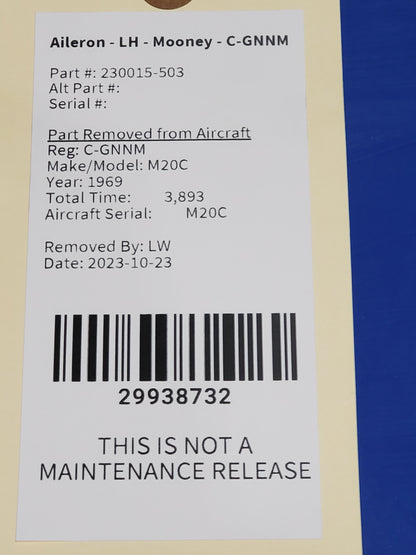 Aileron - LH - Mooney - C-GNNM
Part #: 230015-503
Alt Part #:
Serial #:
Part Removed from Aircraft
Reg: C-GNNM
Make/Model: M20C
Year: 1969
Total Time: 3,893
Aircraft Serial: M20C
Removed By: LW
Date: 2023-10-23
29938732
THIS IS NOT A
MAINTENANCE RELEASE